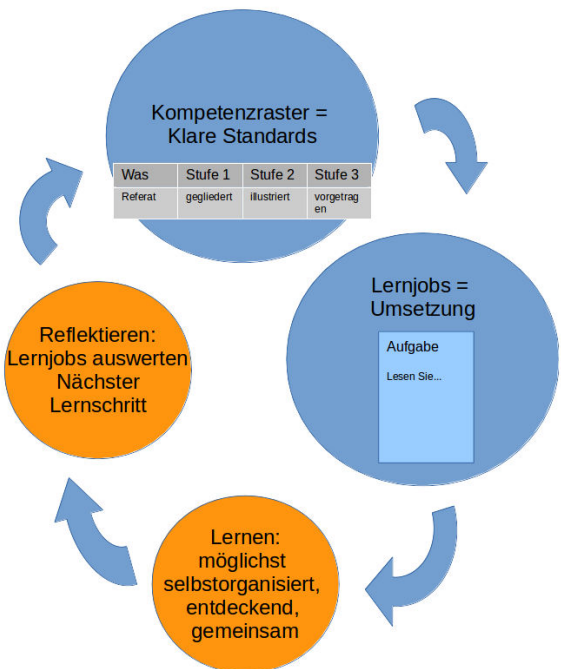 Kompetenzraster =
Klare Standards
Was Stufe 1 Stufe 2 Stufe 3
Referat gegliedert illustriert vorgetrag
en
Lernjobs =
Umsetzung
Aufgabe
Lesen Sie...
Reflektieren:
Lernjobs auswerten
Nächster
Lernschritt
Lernen:
möglichst
selbstorganisiert,
entdeckend,
gemeinsam